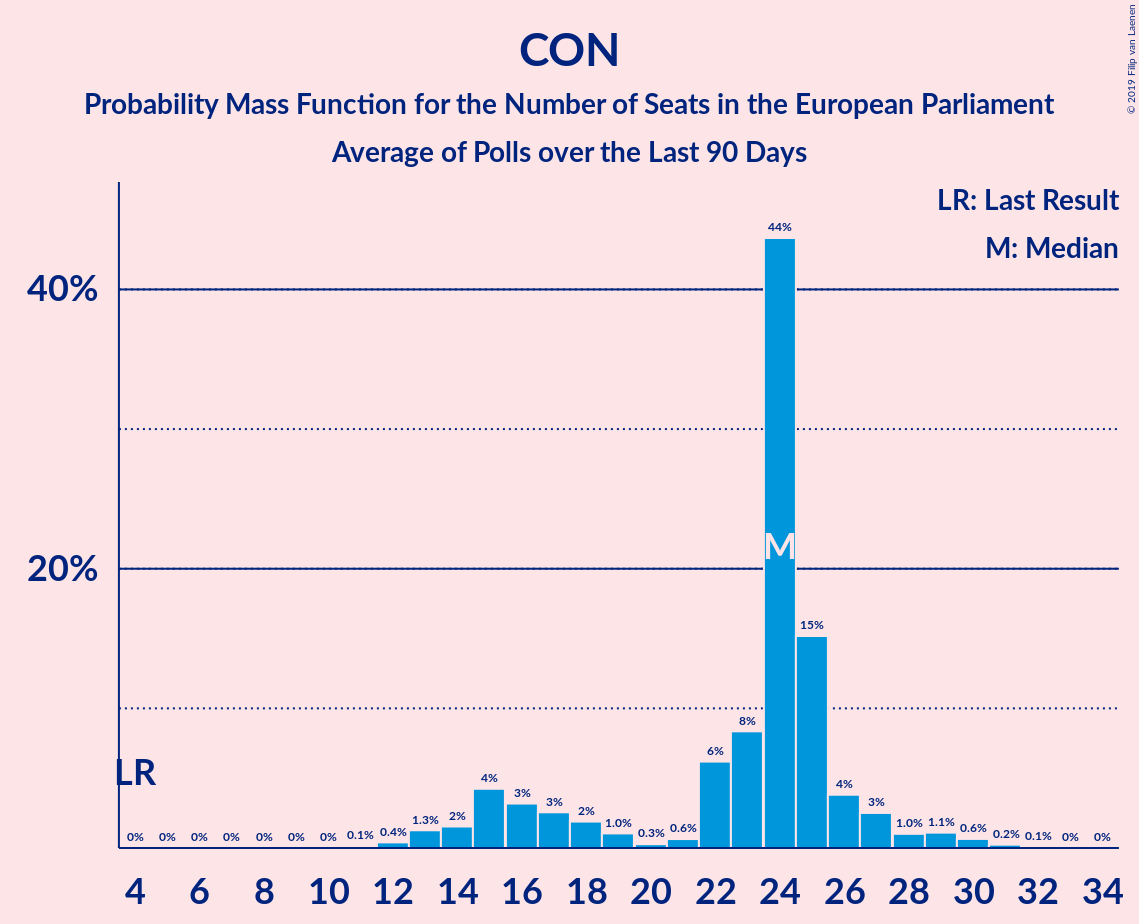 CON
Probability Mass Function for the Number of Seats in the European Parliament
Average of Polls over the Last 90 Days
© 2019 Filip van Laenen
LR: Last Result
M: Median
40%
20%
LR
M
0% 0% 0% 0% 0% 0% 0% 0.1% 0.4% 1.3% 2% 4% 3% 3% 2% 1.0% 0.3% 0.6% 6% 8% 44% 15% 4% 3% 1.0% 1.1% 0.6% 0.2% 0.1% 0% 0%
4 6 8 10 12 14 16 18 20 22 24 26 28 30 32 34